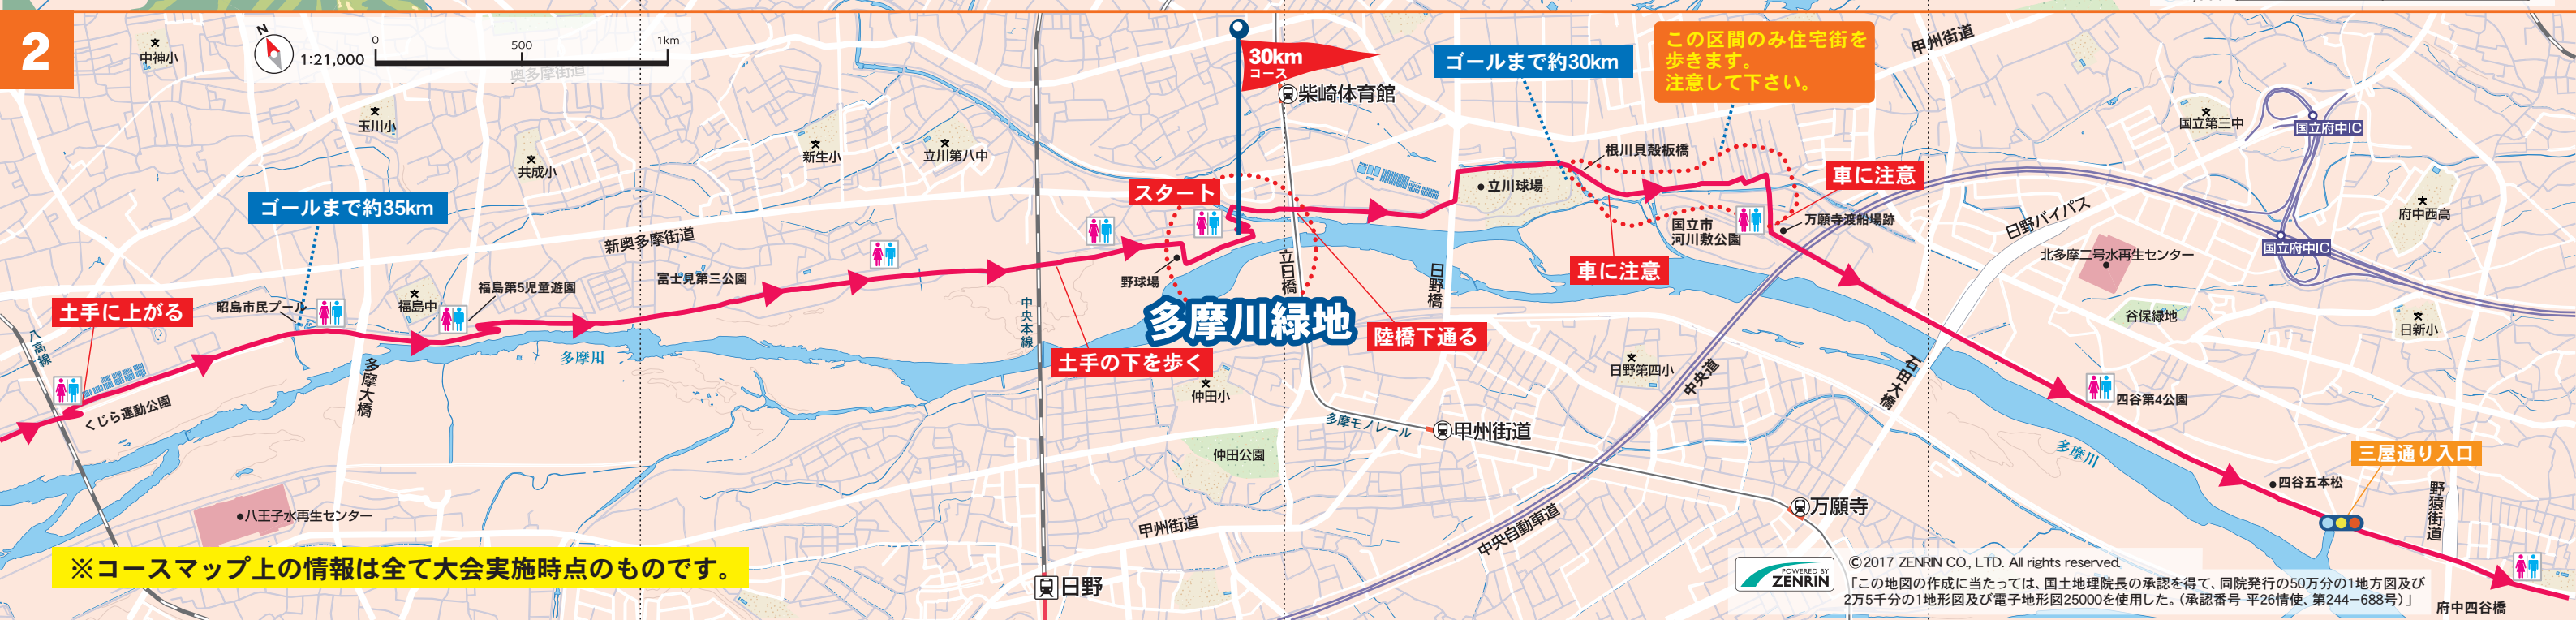 2
N
1:21,000
0
500
1km
中神小
奥多摩街道
玉川小
共成小
新生小
立川第八中
30km
コース
柴崎体育館
ゴールまで約30km
この区間のみ住宅街を
歩きます。
注意して下さい。
甲州街道
国立第三中
国立府中IC
根川貝殻板橋
立川球場
車に注意
スタート
ゴールまで約35km
新奥多摩街道
国立市
河川敷公園
万願寺渡船場跡
日野バイパス
府中西高
国立府中IC
北多摩二号水再生センター
車に注意
立日橋
日野橋
野球場
富士見第三公園
福島第5児童遊園
福島中
昭島市民プール
土手に上がる
八高線
中央本線
多摩川緑地
陸橋下通る
土手の下を歩く
谷保緑地
日新小
多摩川
多摩大橋
くじら運動公園
仲田小
日野第四小
中央道
石田大橋
四谷第4公園
多摩モノレール
甲州街道
仲田公園
多摩川
三屋通り入口
四谷五本松
野猿街道
八王子水再生センター
甲州街道
中央自動車道
万願寺
日野
※コースマップ上の情報は全て大会実施時点のものです。
POWERED BY
ZENRIN
©2017 ZENRIN CO., LTD. All rights reserved.
「この地図の作成に当たっては、国土地理院長の承認を得て、同院発行の50万分の1地方図及び
2万5千分の1地形図及び電子地形図25000を使用した。（承認番号 平26情使、第244－688号）」
府中四谷橋